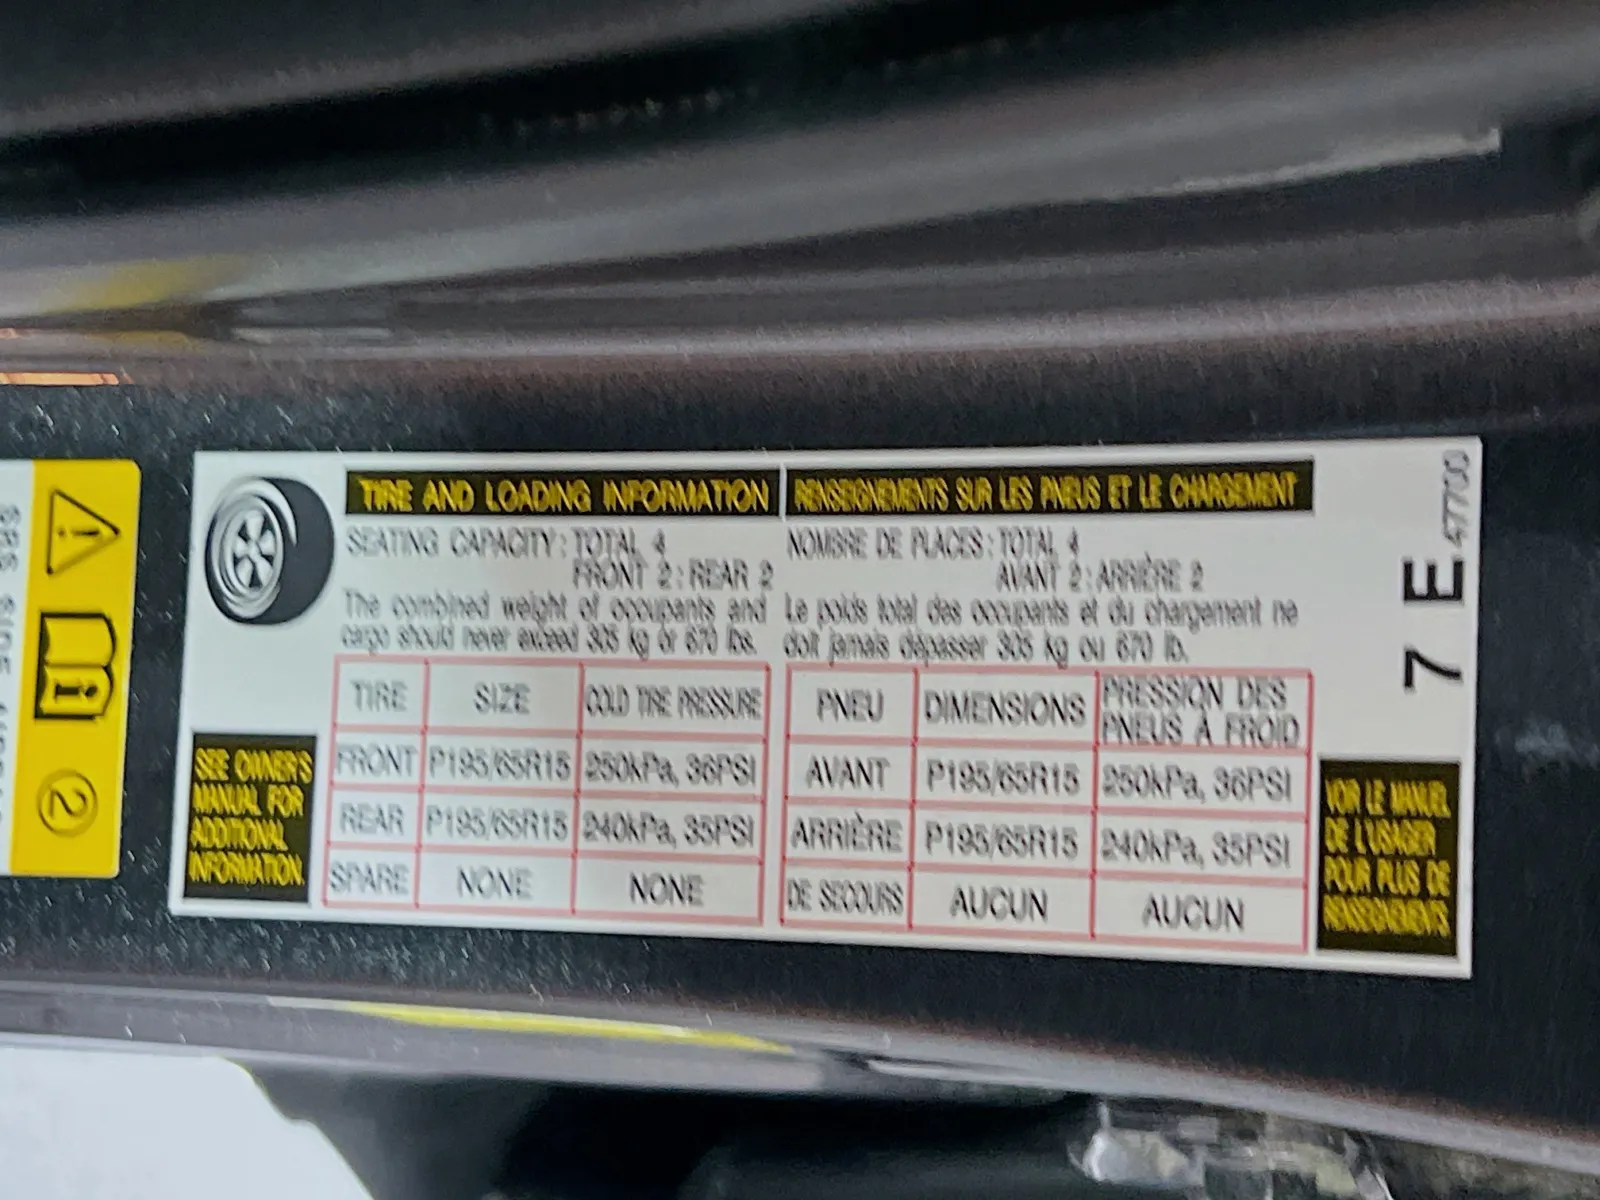 TIRE AND LOADING INFORMATION
SEATING CAPACITY : TOTAL 4
FRONT 2 : REAR 2
The combined weight of occupants and
cargo should never exceed 305 kg or 670 lbs.
TIRE SIZE COLD TIRE PRESSURE
FRONT P195/65R15 250kPa, 36PSI
REAR P195/65R15 240kPa, 35PSI
SPARE NONE NONE
SEE OWNER'S
MANUAL FOR
ADDITIONAL
INFORMATION.
RENSEIGNEMENTS SUR LES PNEUS ET LE CHARGEMENT
NOMBRE DE PLACES : TOTAL 4
AVANT 2 : ARRIÈRE 2
Le poids total des occupants et du chargement ne
doit jamais dépasser 305 kg ou 670 lb.
PNEU DIMENSIONS PRESSION DES
PNEUS À FROID
AVANT P195/65R15 250kPa, 36PSI
ARRIÈRE P195/65R15 240kPa, 35PSI
DE SECOURS AUCUN AUCUN
VOIR LE MANUEL
DE L'USAGER
POUR PLUS DE
RENSEIGNEMENTS
7 E 47700
2
SRS SIDE